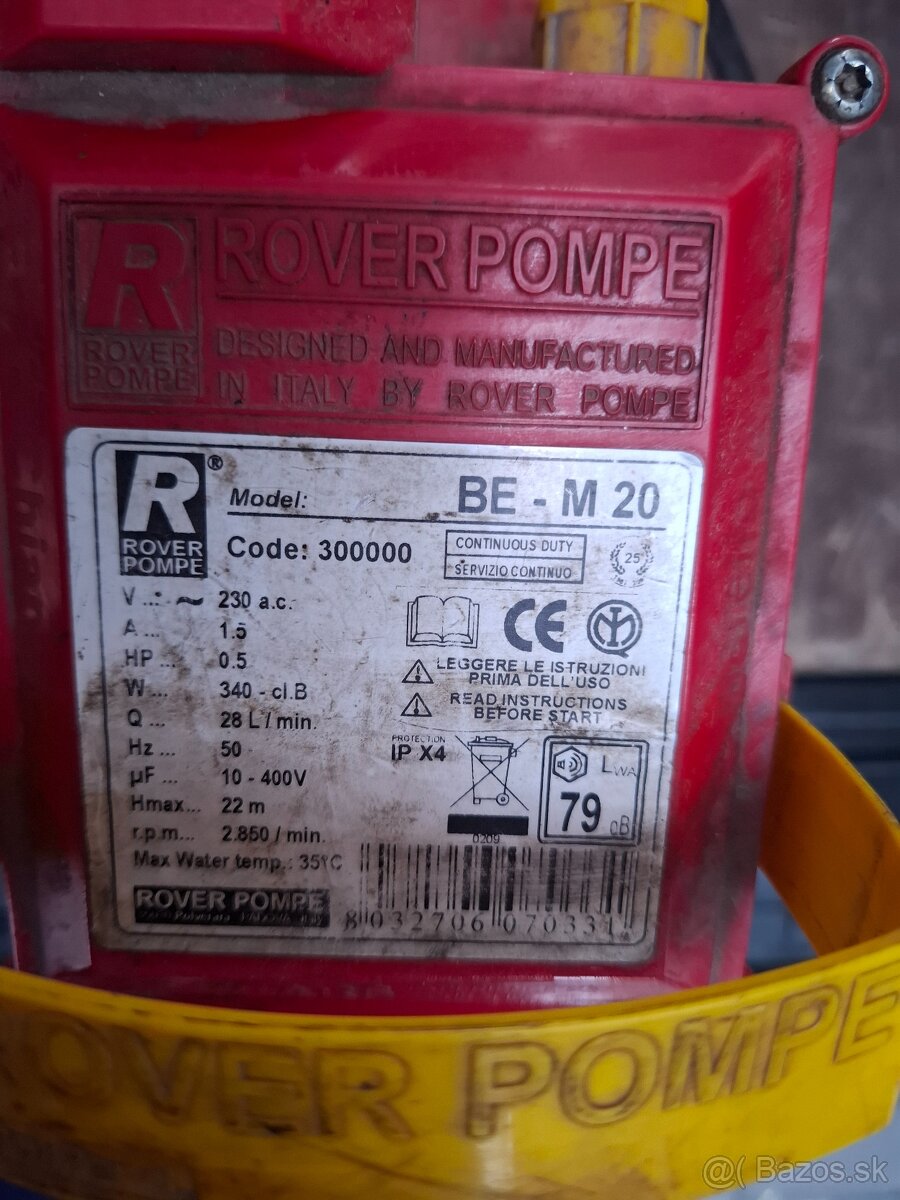 R ROVER POMPE
ROVER
POMPE
DESIGNED AND MANUFACTURED
IN ITALY BY ROVER POMPE
R®
ROVER
POMPE
Model: BE - M 20
Code: 300000
CONTINUOUS DUTY
SERVIZIO CONTINUO
25
V ...: ~ 230 a.c.
A ... 1.5
HP ... 0.5
W ... 340 - cl.B
Q ... 28 L / min.
Hz ... 50
µF ... 10 - 400V
Hmax... 22 m
r.p.m... 2.850 / min.
Max Water temp.: 35°C
CE
LEGGERE LE ISTRUZIONI
PRIMA DELL'USO
READ INSTRUCTIONS
BEFORE START
PROTECTION
IP X4
LWA
79 dB
0209
ROVER POMPE
8 032706 070331
ROVER POMPE
@( Bazos.sk